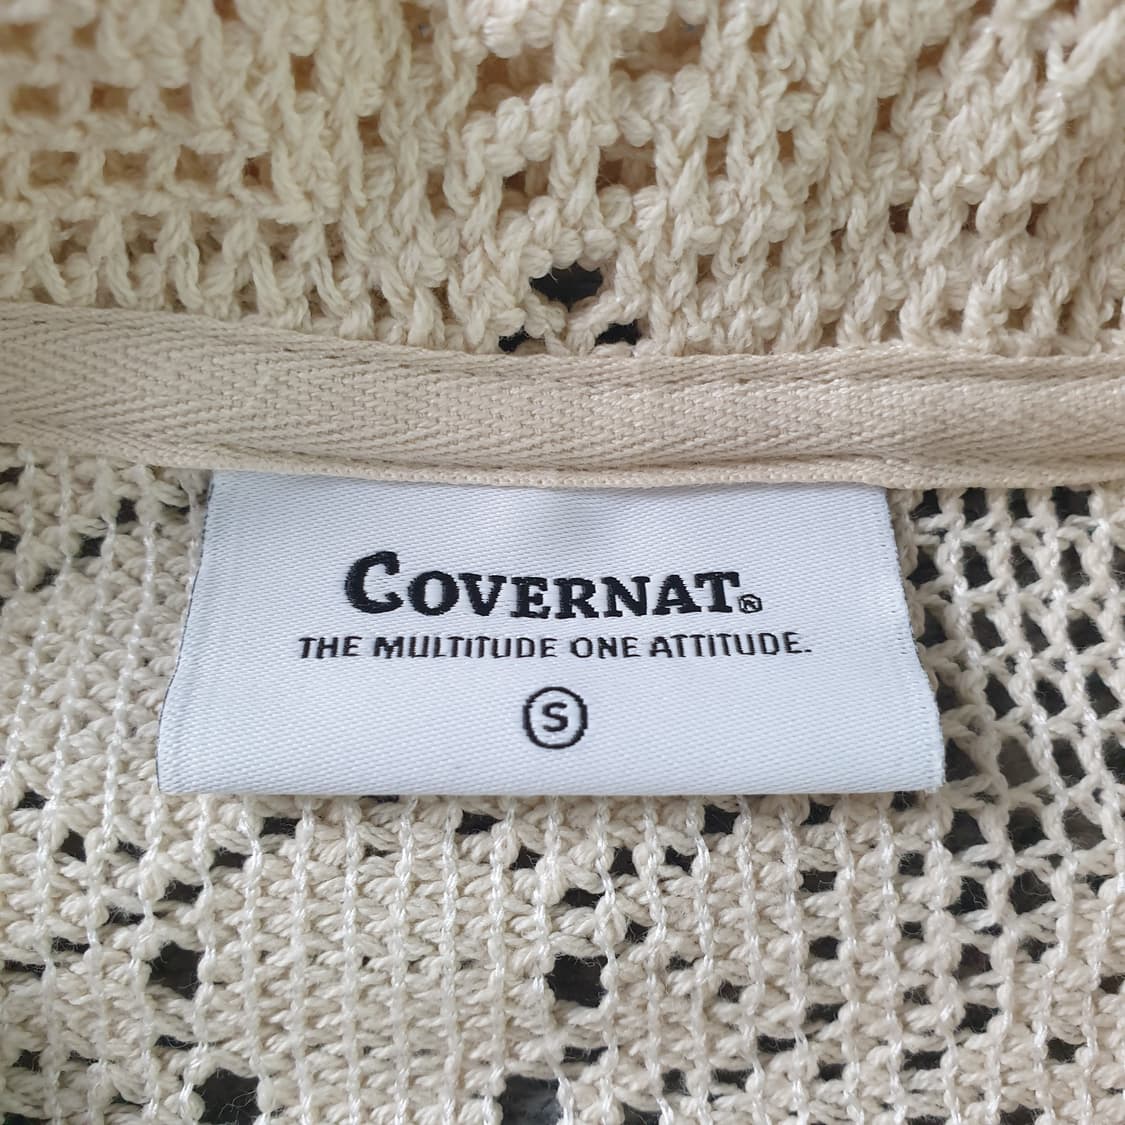 COVERNAT®
THE MULTITUDE ONE ATTITUDE.
S